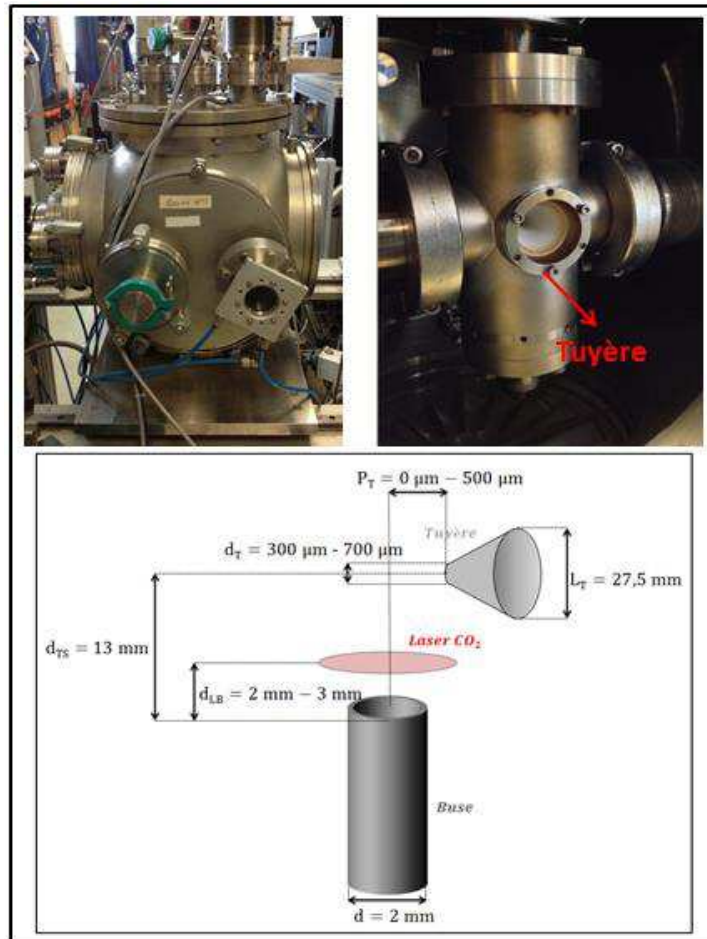 Tuyère
P_T = 0 μm − 500 μm
Tuyère
d_T = 300 μm - 700 μm
L_T = 27,5 mm
Laser CO₂
d_TS = 13 mm
d_LB = 2 mm − 3 mm
Buse
d = 2 mm